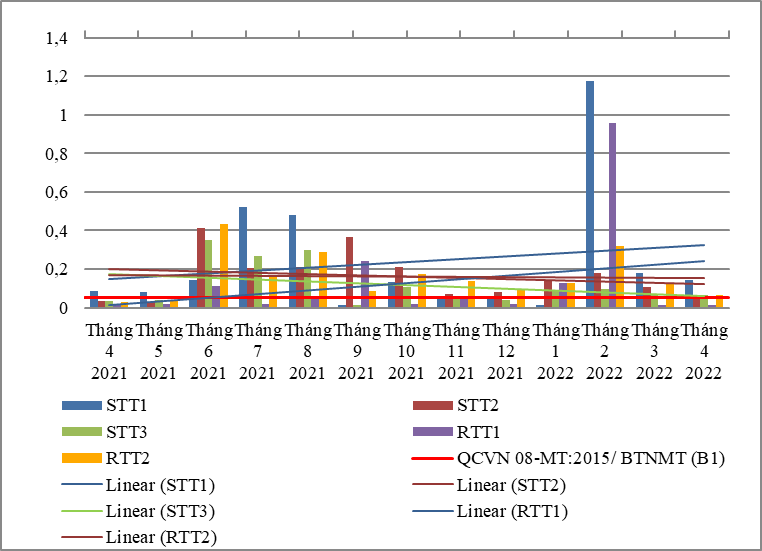 1,4
1,2
1
0,8
0,6
0,4
0,2
0
Tháng Tháng Tháng Tháng Tháng Tháng Tháng Tháng Tháng Tháng Tháng Tháng Tháng
4 5 6 7 8 9 10 11 12 1 2 3 4
2021 2021 2021 2021 2021 2021 2021 2021 2021 2022 2022 2022 2022
STT1 STT2
STT3 RTT1
RTT2 QCVN 08-MT:2015/ BTNMT (B1)
Linear (STT1) Linear (STT2)
Linear (STT3) Linear (RTT1)
Linear (RTT2)